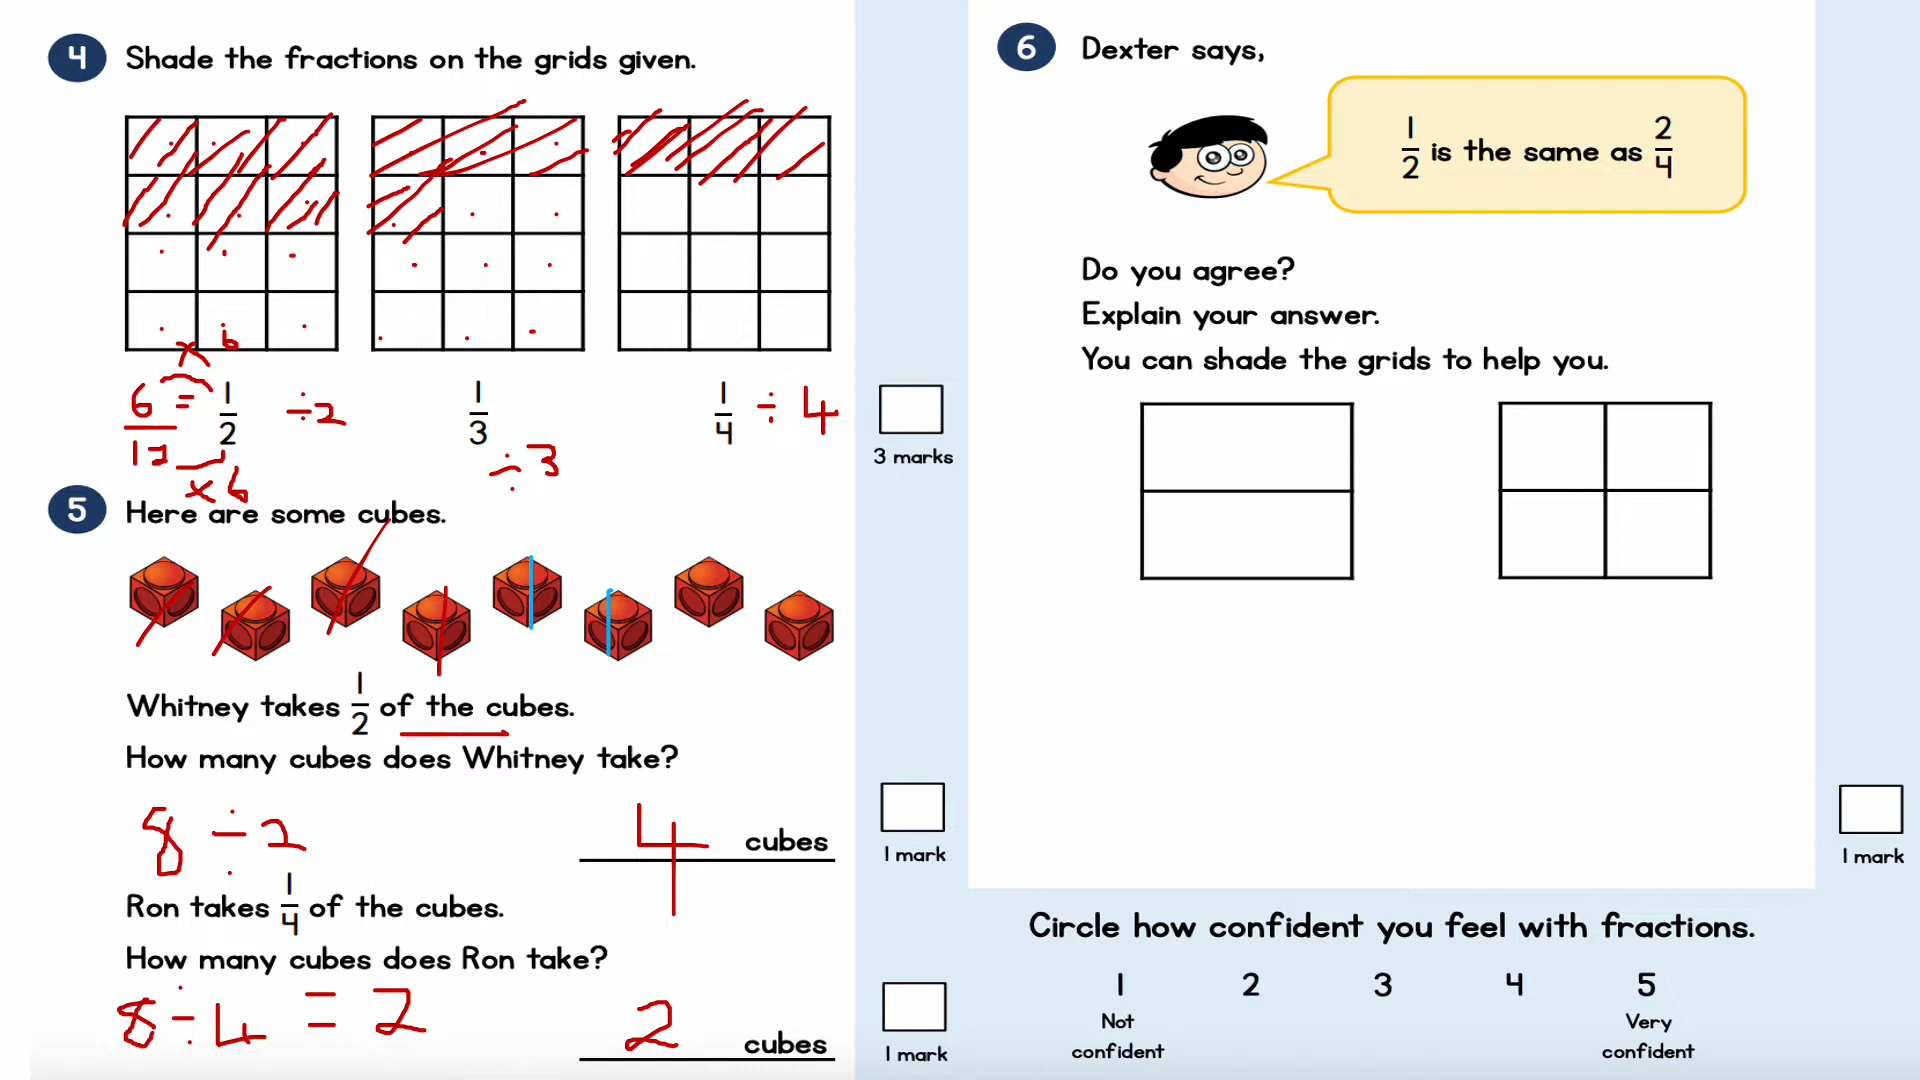 4 Shade the fractions on the grids given.
6/12 = 1/2 ÷2
× 6
× 6
1/3
÷3
1/4 ÷ 4
3 marks
5 Here are some cubes.
Whitney takes 1/2 of the cubes.
How many cubes does Whitney take?
8 ÷ 2
4 cubes
1 mark
Ron takes 1/4 of the cubes.
How many cubes does Ron take?
8 ÷ 4 = 2
2 cubes
1 mark
6 Dexter says,
1/2 is the same as 2/4
Do you agree?
Explain your answer.
You can shade the grids to help you.
1 mark
Circle how confident you feel with fractions.
1 2 3 4 5
Not confident
Very confident